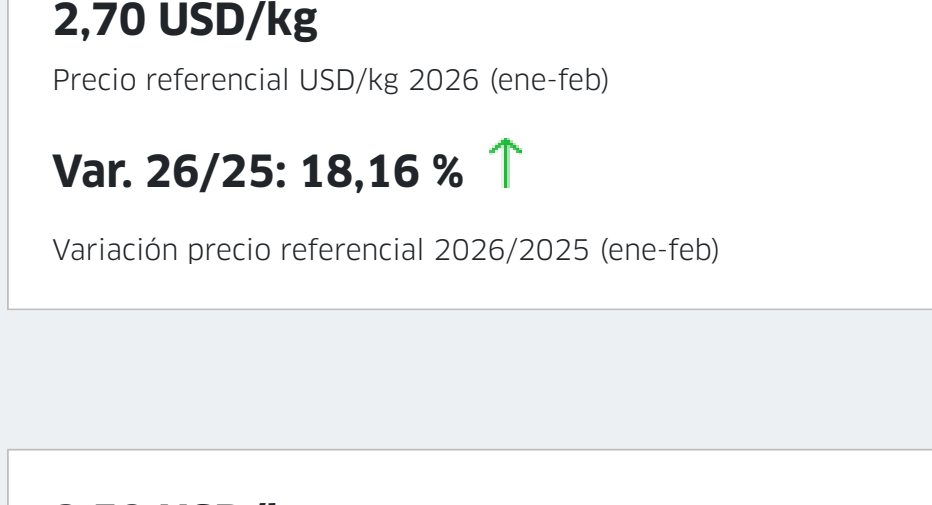 2,70 USD/kg
Precio referencial USD/kg 2026 (ene-feb)
Var. 26/25: 18,16 %
Variación precio referencial 2026/2025 (ene-feb)